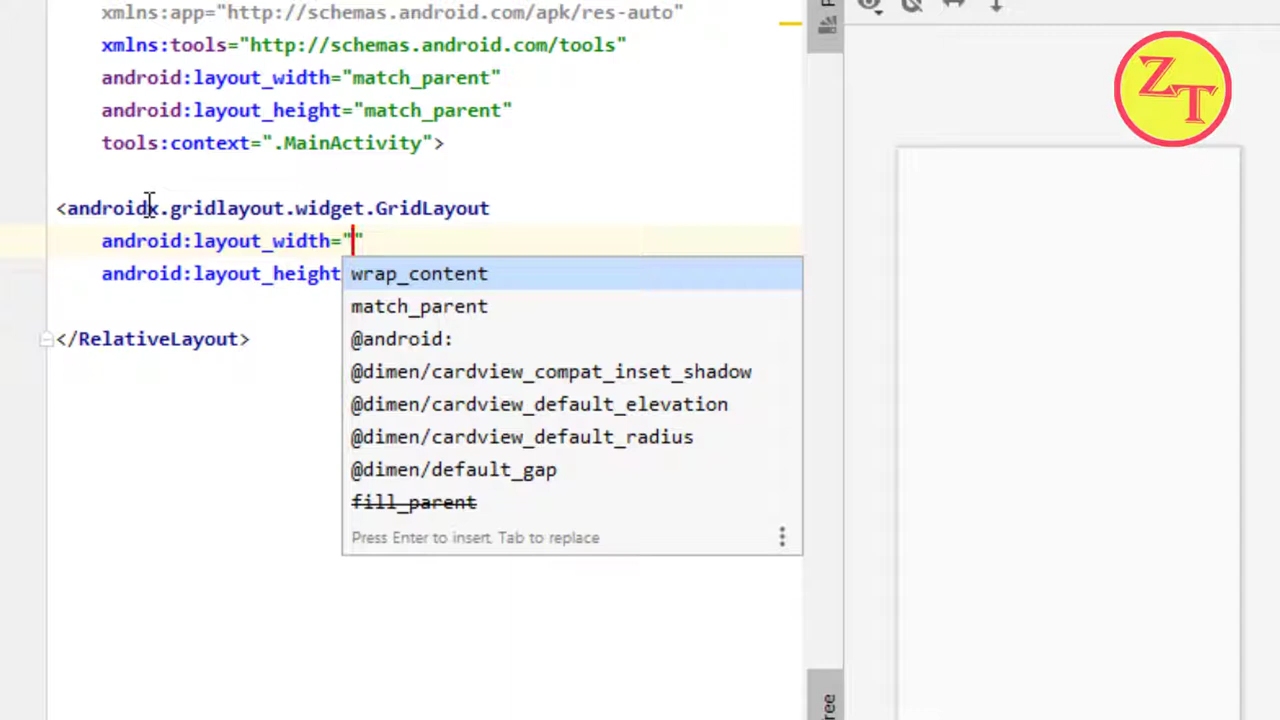 xmlns:app="http://schemas.android.com/apk/res-auto"
xmlns:tools="http://schemas.android.com/tools"
android:layout_width="match_parent"
android:layout_height="match_parent"
tools:context=".MainActivity">
<androidx.gridlayout.widget.GridLayout
android:layout_width=""
android:layout_height
wrap_content
match_parent
@android:
@dimen/cardview_compat_inset_shadow
@dimen/cardview_default_elevation
@dimen/cardview_default_radius
@dimen/default_gap
fill_parent
Press Enter to insert, Tab to replace
</RelativeLayout>
ZT
ree